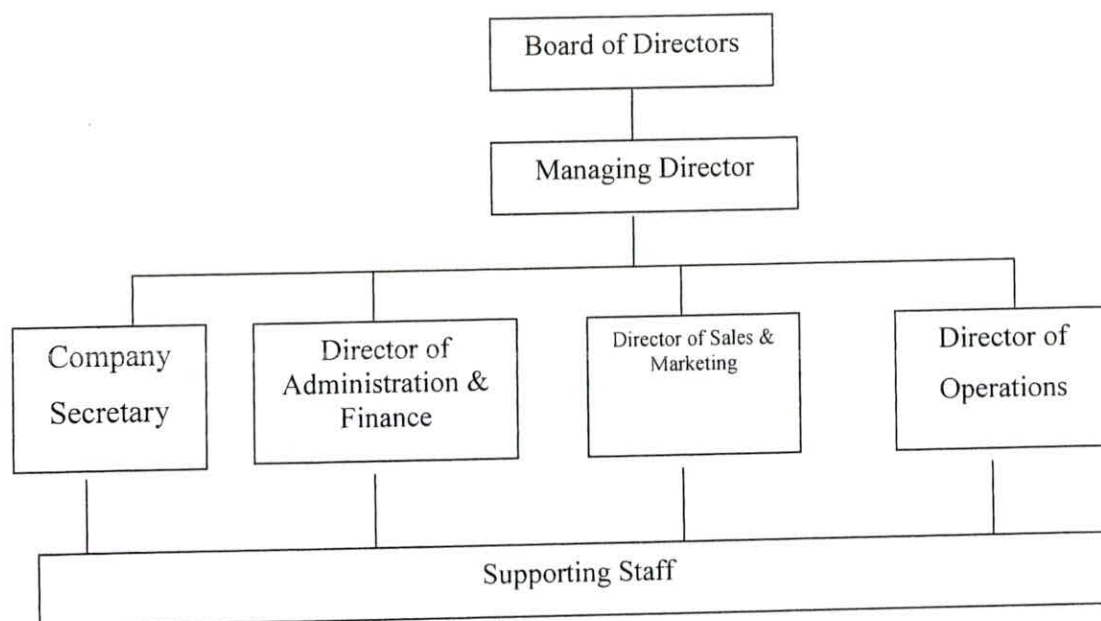 Board of Directors
Managing Director
Company
Secretary
Director of
Administration &
Finance
Director of Sales &
Marketing
Director of
Operations
Supporting Staff